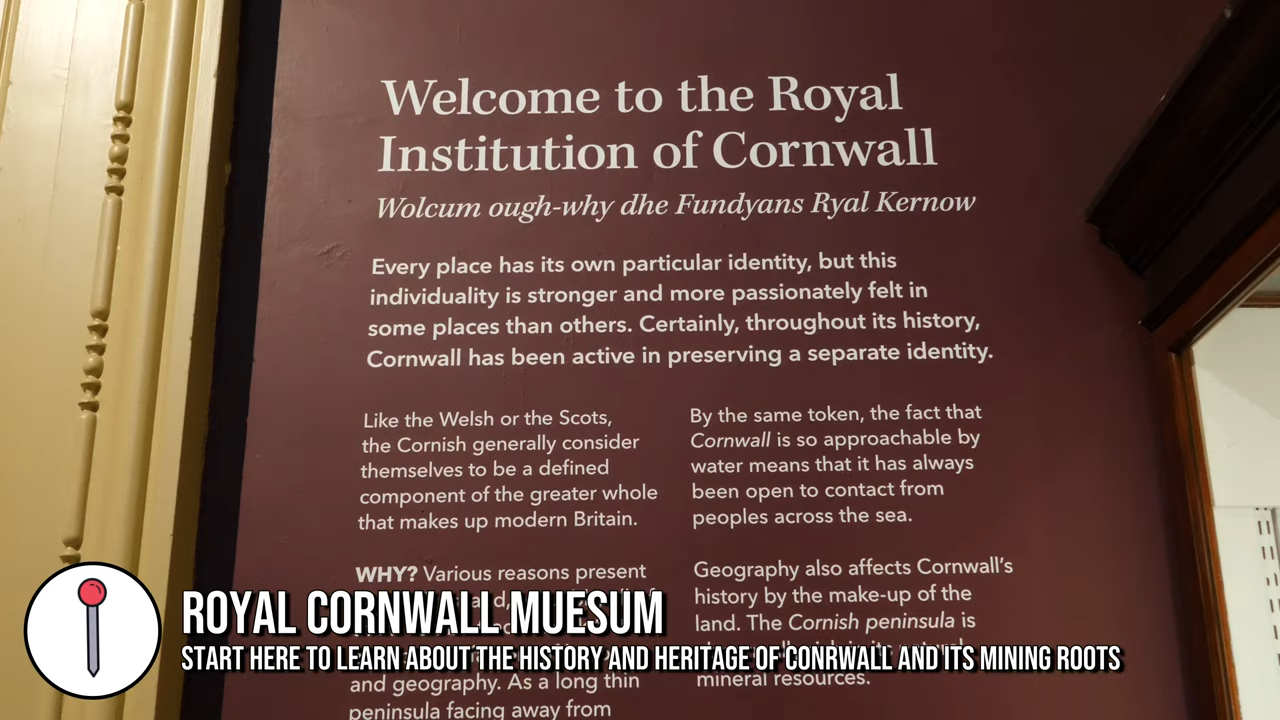 Welcome to the Royal
Institution of Cornwall
Wolcum ough-why dhe Fundyans Ryal Kernow
Every place has its own particular identity, but this
individuality is stronger and more passionately felt in
some places than others. Certainly, throughout its history,
Cornwall has been active in preserving a separate identity.
Like the Welsh or the Scots,
the Cornish generally consider
themselves to be a defined
component of the greater whole
that makes up modern Britain.
WHY? Various reasons present
and geography. As a long thin
peninsula facing away from
By the same token, the fact that
Cornwall is so approachable by
water means that it has always
been open to contact from
peoples across the sea.
Geography also affects Cornwall's
history by the make-up of the
land. The Cornish peninsula is
mineral resources.
ROYAL CORNWALL MUESUM
START HERE TO LEARN ABOUT THE HISTORY AND HERITAGE OF CONRWALL AND ITS MINING ROOTS